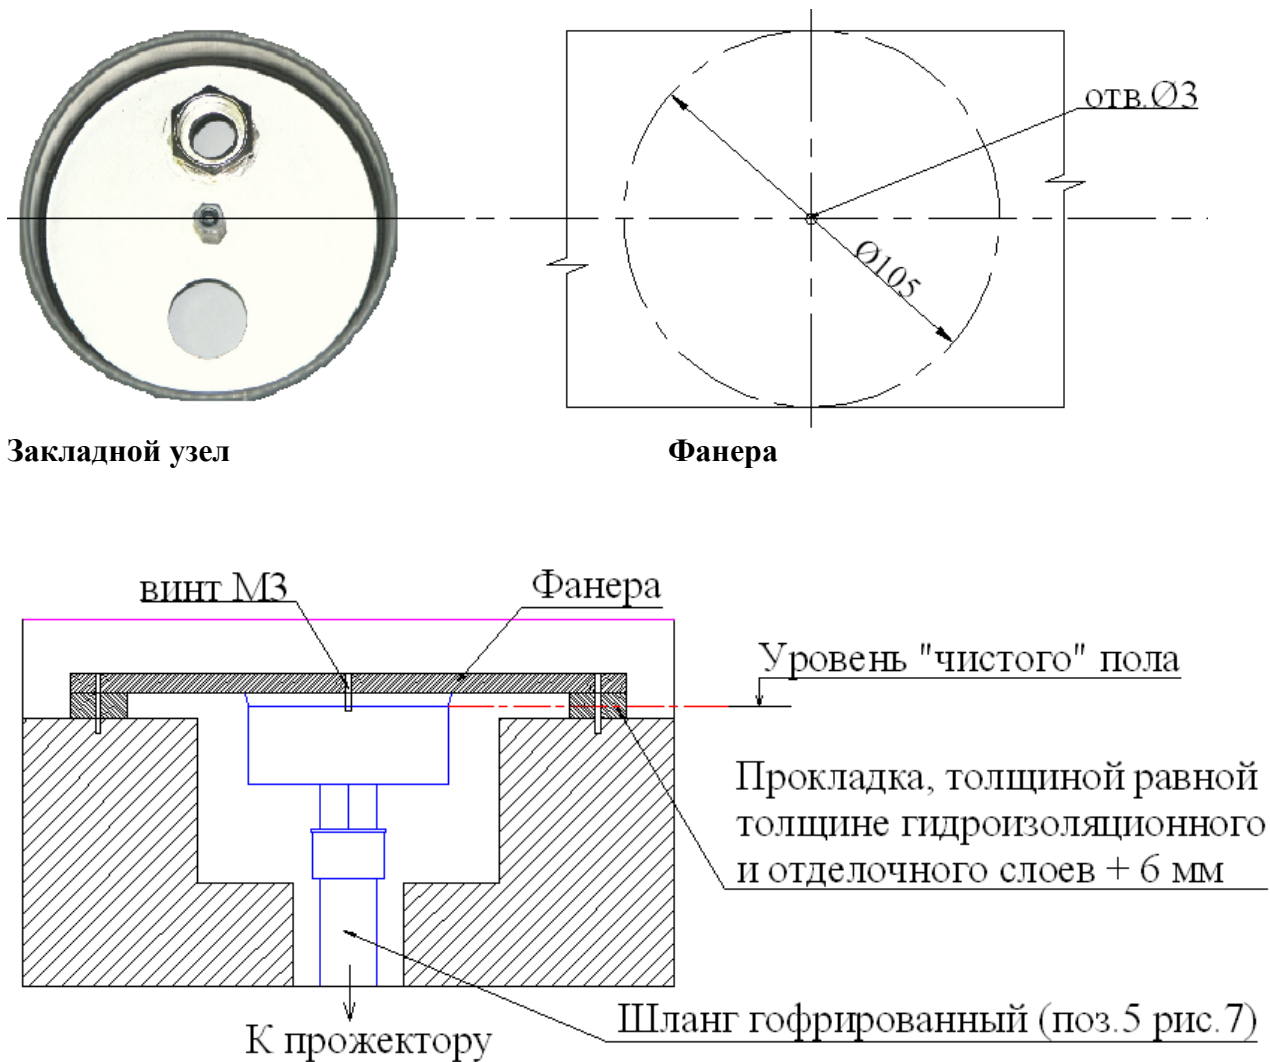 отв.Ø3
Ø105
Закладной узел
Фанера
винт М3
Фанера
Уровень "чистого" пола
Прокладка, толщиной равной
толщине гидроизоляционного
и отделочного слоев + 6 мм
Шланг гофрированный (поз.5 рис.7)
К прожектору